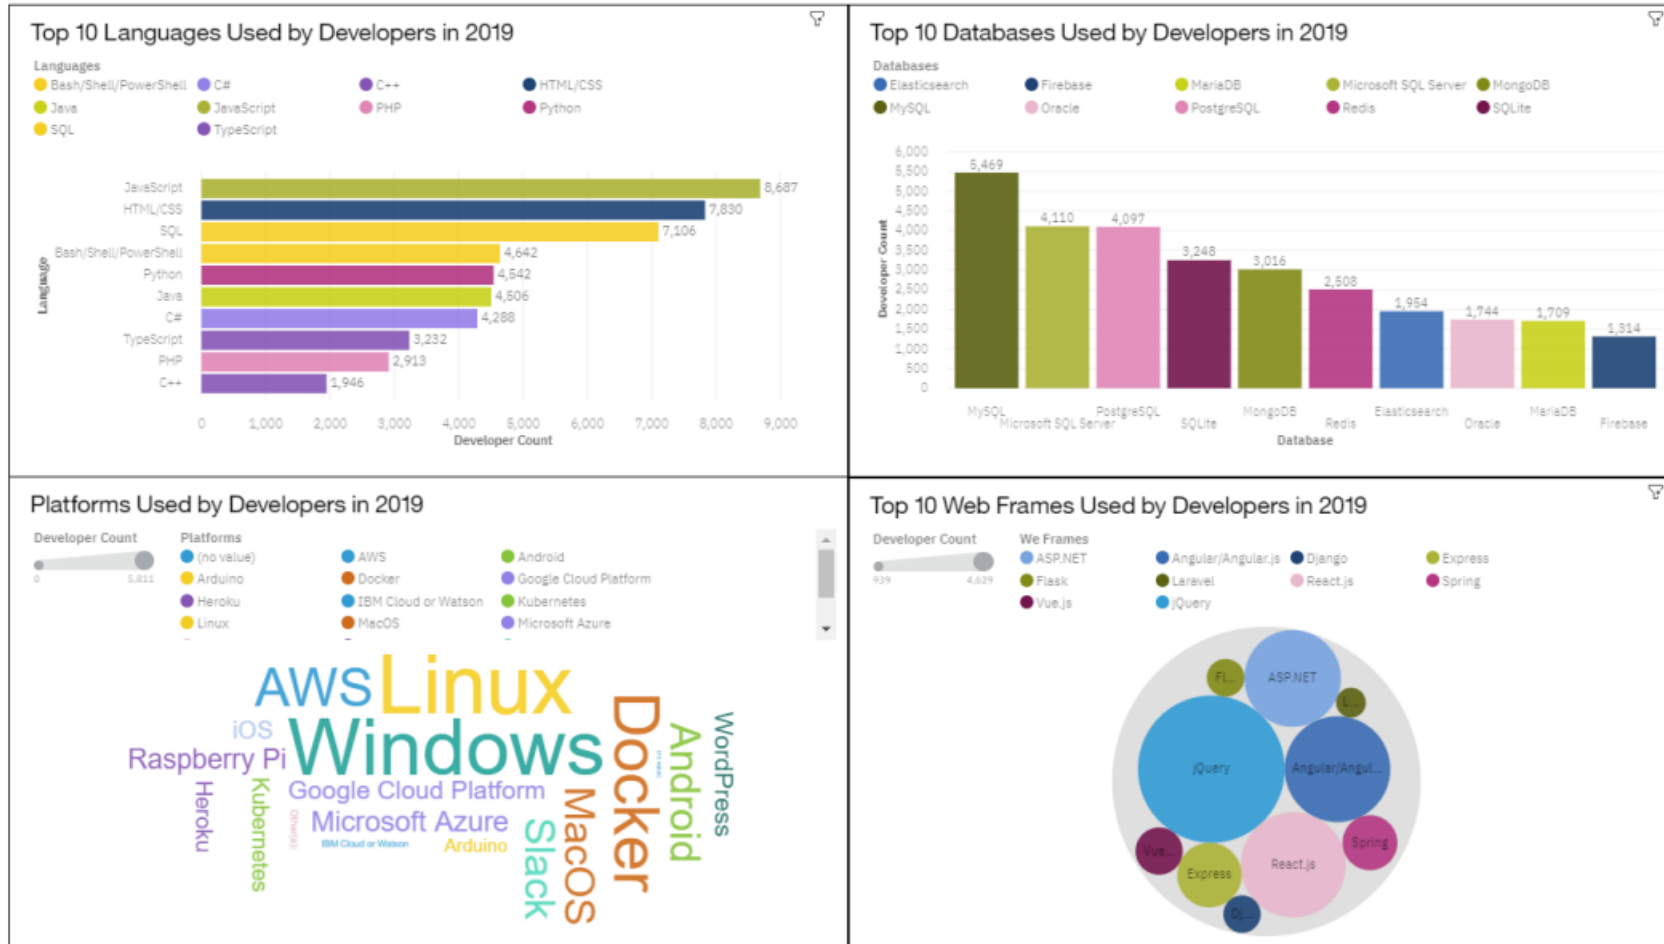 Top 10 Languages Used by Developers in 2019
Languages
Bash/Shell/PowerShell C# C++ HTML/CSS
Java JavaScript PHP Python
SQL TypeScript
Language
JavaScript 8,687
HTML/CSS 7,830
SQL 7,106
Bash/Shell/PowerShell 4,642
Python 4,542
Java 4,506
C# 4,288
TypeScript 3,232
PHP 2,913
C++ 1,946
0 1,000 2,000 3,000 4,000 5,000 6,000 7,000 8,000 9,000
Developer Count
Top 10 Databases Used by Developers in 2019
Databases
Elasticsearch Firebase MariaDB Microsoft SQL Server MongoDB
MySQL Oracle PostgreSQL Redis SQLite
Developer Count
6,000
5,500
5,000
4,500
4,000
3,500
3,000
2,500
2,000
1,500
1,000
500
0
5,469 4,110 4,097 3,248 3,016 2,508 1,954 1,744 1,709 1,314
MySQL Microsoft SQL Server PostgreSQL SQLite MongoDB Redis Elasticsearch Oracle MariaDB Firebase
Database
Platforms Used by Developers in 2019
Developer Count
0 5,811
Platforms
(no value) AWS Android
Arduino Docker Google Cloud Platform
Heroku IBM Cloud or Watson Kubernetes
Linux MacOS Microsoft Azure
AWS
Linux
iOS
Windows
Raspberry Pi
Docker
Android
WordPress
Heroku
Kubernetes
Google Cloud Platform
Other(s):
Microsoft Azure
IBM Cloud or Watson
Arduino
Slack
MacOS
Top 10 Web Frames Used by Developers in 2019
Developer Count
939 4,629
We Frames
ASP.NET Angular/Angular.js Django Express
Flask Laravel React.js Spring
Vue.js jQuery
Fl...
ASP.NET
L...
jQuery
Angular/Angul...
Vue...
Express
React.js
Spring
Dj...